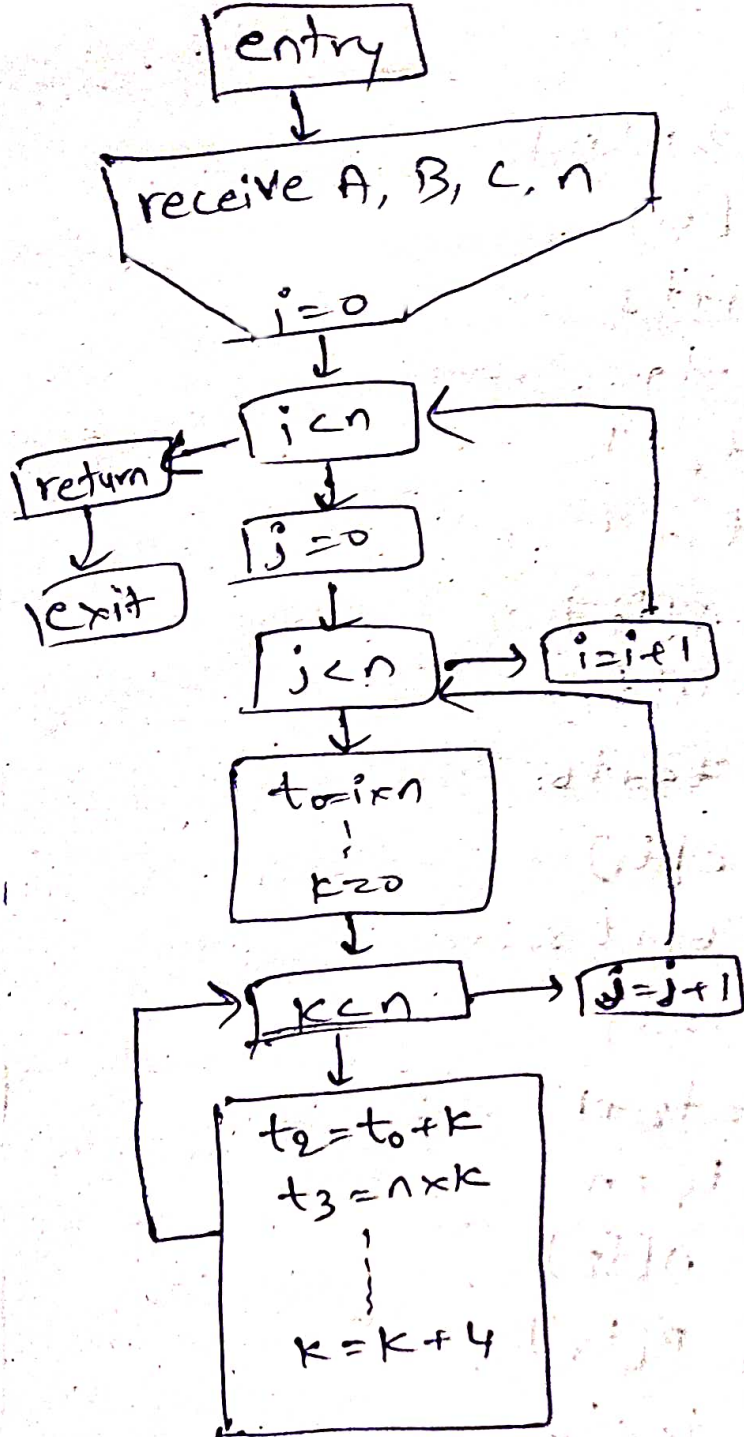 entry
receive A, B, C, n
i=0
i<n
return
j=0
exit
j<n
i=i+1
t0=i×n
k=0
k<n
j=j+1
t2=t0+k
t3=n×k
k=k+4